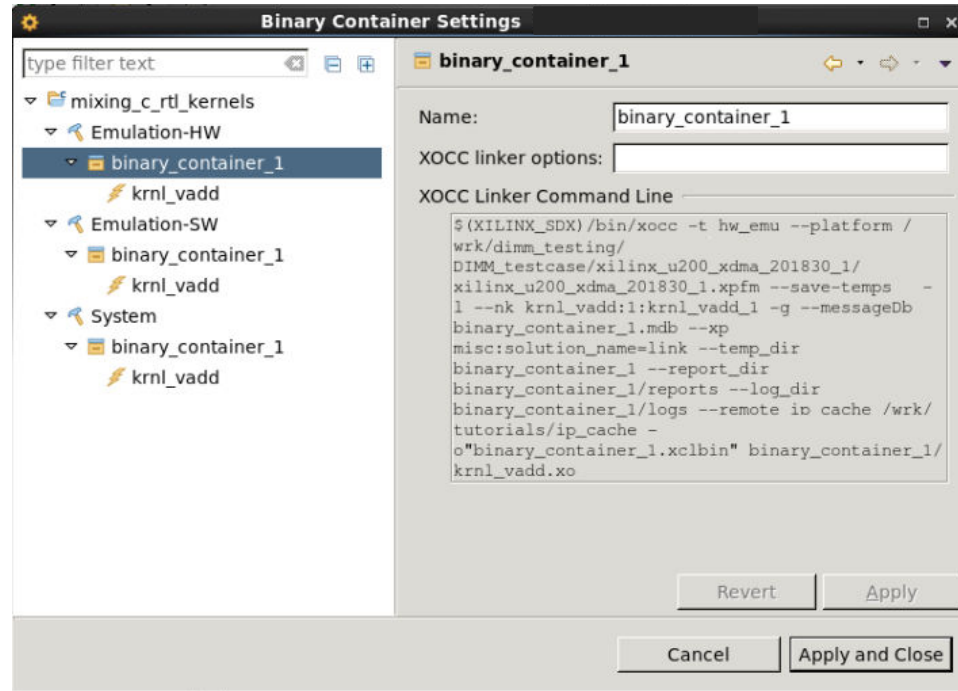 Binary Container Settings
type filter text
mixing_c_rtl_kernels
Emulation-HW
binary_container_1
krnl_vadd
Emulation-SW
binary_container_1
krnl_vadd
System
binary_container_1
krnl_vadd
binary_container_1
Name: binary_container_1
XOCC linker options:
XOCC Linker Command Line
$(XILINX_SDX)/bin/xocc -t hw_emu --platform /
wrk/dimm_testing/
DIMM_testcase/xilinx_u200_xdma_201830_1/
xilinx_u200_xdma_201830_1.xpfm --save-temps -
l --nk krnl_vadd:1:krnl_vadd_1 -g --messageDb
binary_container_1.mdb --xp
misc:solution_name=link --temp_dir
binary_container_1 --report_dir
binary_container_1/reports --log_dir
binary_container_1/logs --remote ip cache /wrk/
tutorials/ip_cache -
o"binary_container_1.xclbin" binary_container_1/
krnl_vadd.xo
Revert Apply
Cancel Apply and Close